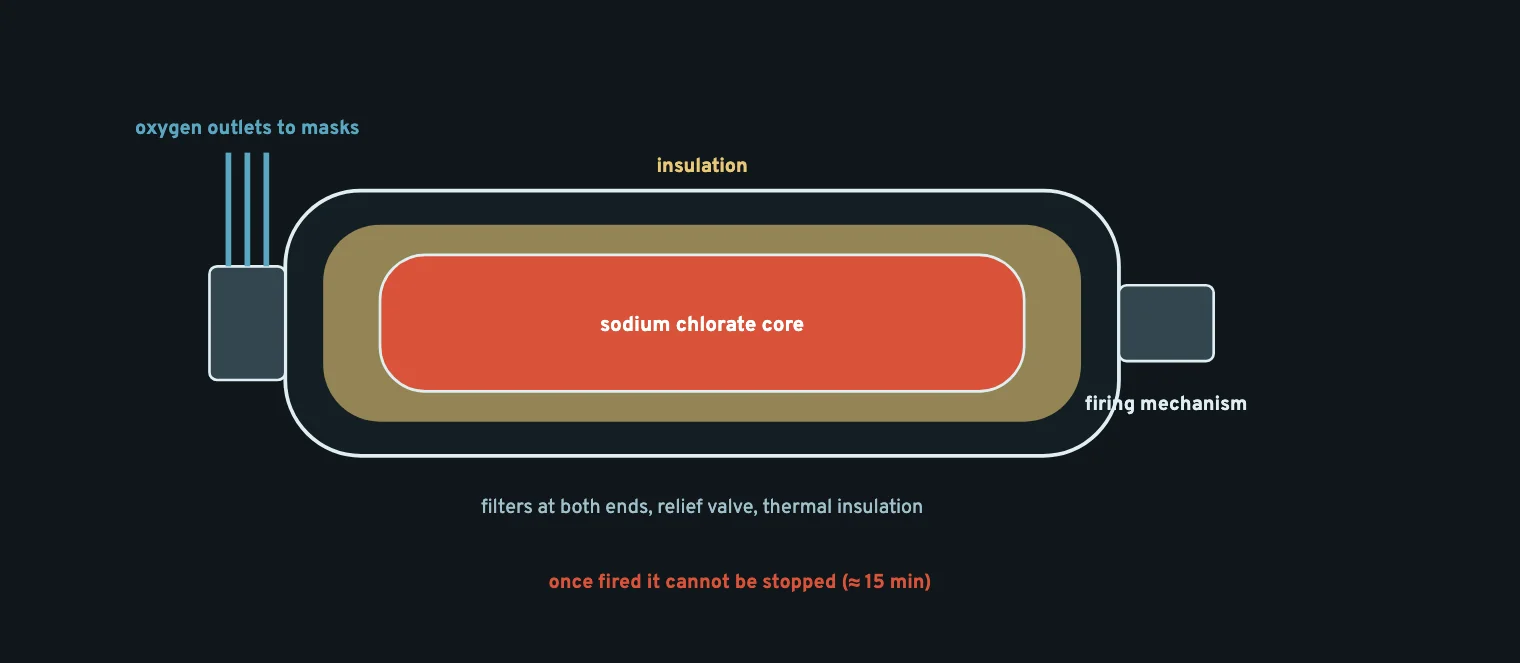 oxygen outlets to masks
insulation
sodium chlorate core
firing mechanism
filters at both ends, relief valve, thermal insulation
once fired it cannot be stopped (≈ 15 min)